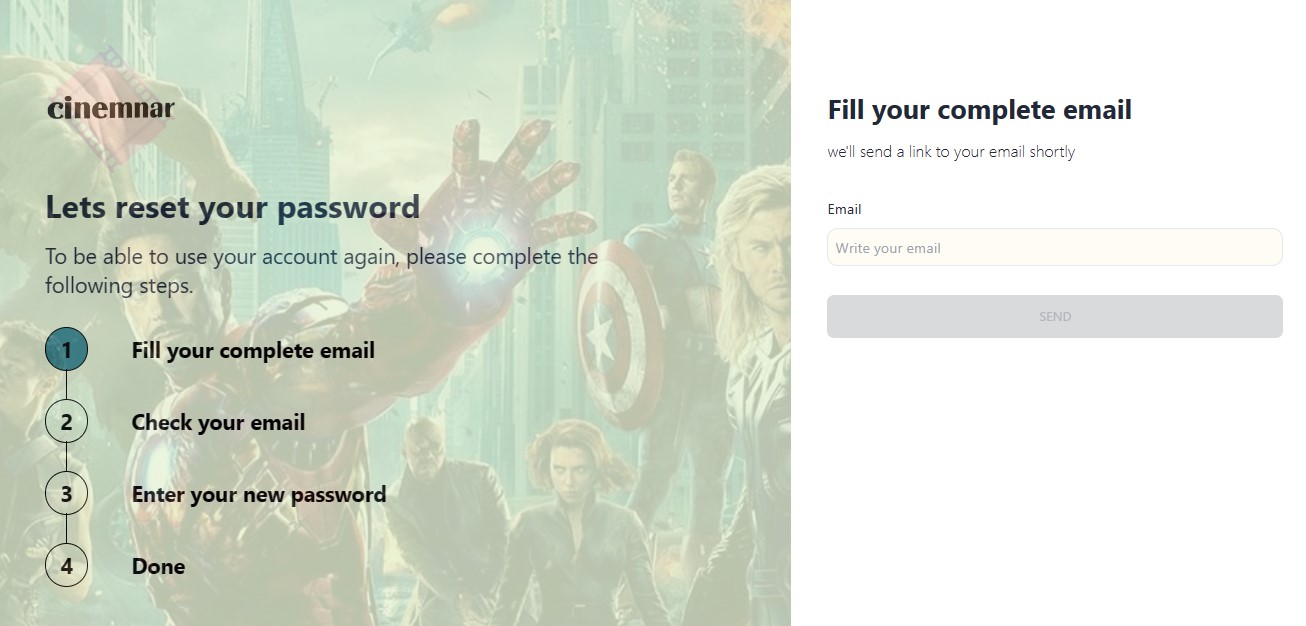 cinemnar
Lets reset your password
To be able to use your account again, please complete the
following steps.
1 Fill your complete email
2 Check your email
3 Enter your new password
4 Done
Fill your complete email
we'll send a link to your email shortly
Email
Write your email
SEND